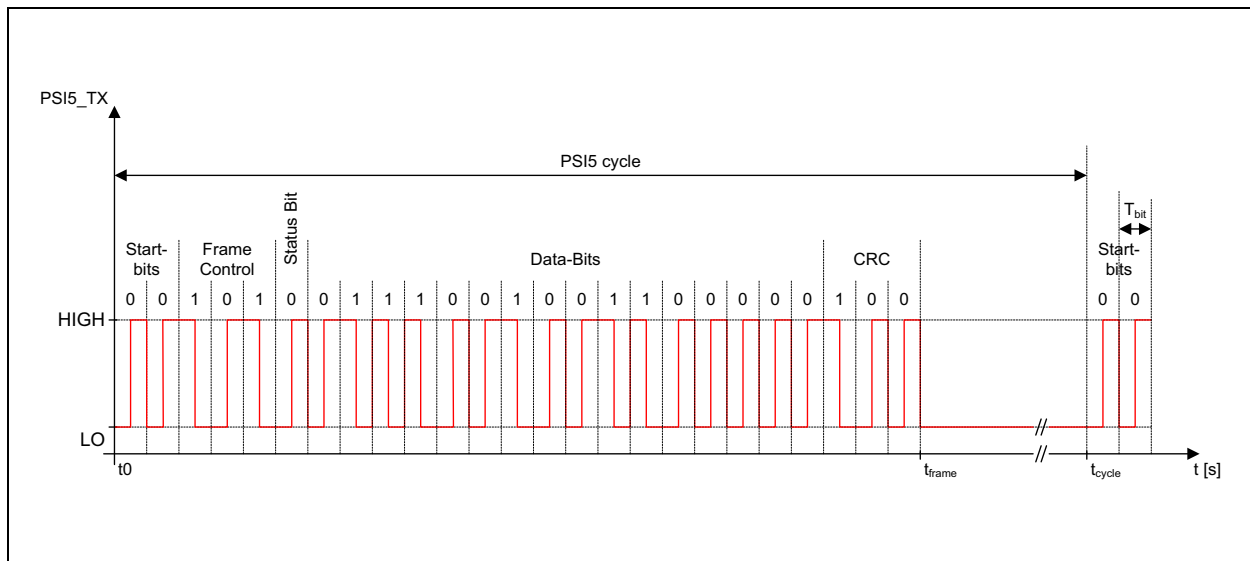 PSI5_TX
PSI5 cycle
Status Bit
T_bit
Start-
bits
Frame
Control
Data-Bits
CRC
Start-
bits
0 0 1 0 1 0 0 1 1 1 0 0 1 0 0 1 1 0 0 0 0 0 1 0 0 0 0
HIGH
LO
t0
t_frame
t_cycle
t [s]